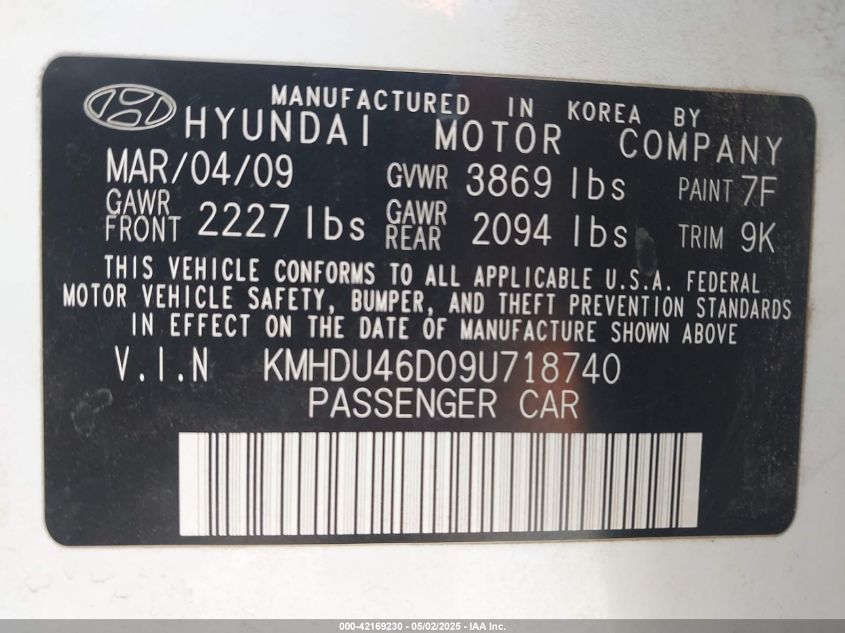 MANUFACTURED IN KOREA BY
HYUNDAI MOTOR COMPANY
MAR/04/09 GVWR 3869 lbs PAINT 7F
GAWR FRONT 2227 lbs GAWR REAR 2094 lbs TRIM 9K
THIS VEHICLE CONFORMS TO ALL APPLICABLE U.S.A. FEDERAL
MOTOR VEHICLE SAFETY, BUMPER, AND THEFT PREVENTION STANDARDS
IN EFFECT ON THE DATE OF MANUFACTURE SHOWN ABOVE
V.I.N KMHDU46D09U718740
PASSENGER CAR
000-42169230 - 05/02/2025 - IAA Inc.